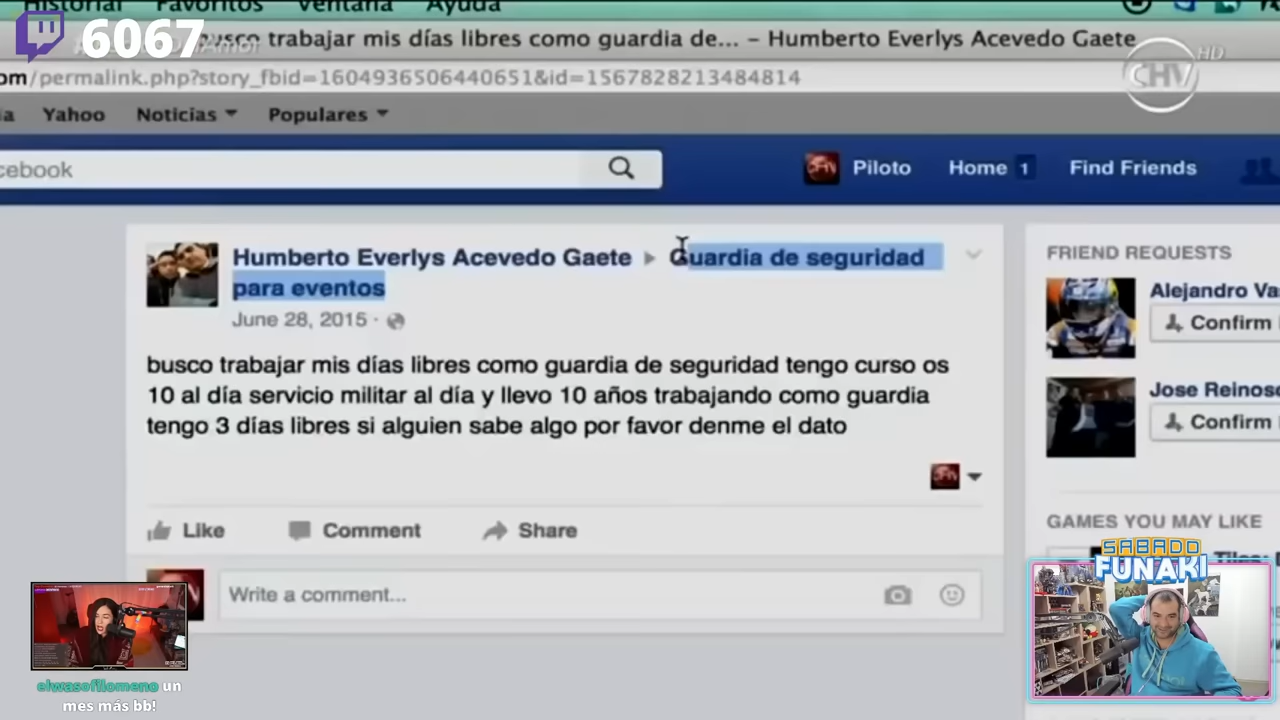 Historial Favoritos Ventana Ayuda
6067
usco trabajar mis días libres como guardia de... – Humberto Everlys Acevedo Gaete
om/permalink.php?story_fbid=1604936506440651&id=1567828213484814
CHV HD
a Yahoo Noticias Populares
cebook
Piloto Home 1 Find Friends
Humberto Everlys Acevedo Gaete Guardia de seguridad
para eventos
June 28, 2015 ·
busco trabajar mis días libres como guardia de seguridad tengo curso os
10 al día servicio militar al día y llevo 10 años trabajando como guardia
tengo 3 días libres si alguien sabe algo por favor denme el dato
Like Comment Share
Write a comment...
FRIEND REQUESTS
Alejandro Va
Confirm
Jose Reinoso
Confirm
GAMES YOU MAY LIKE
SABADO
FUNAKI
elwasofilomeno un
mes más bb!